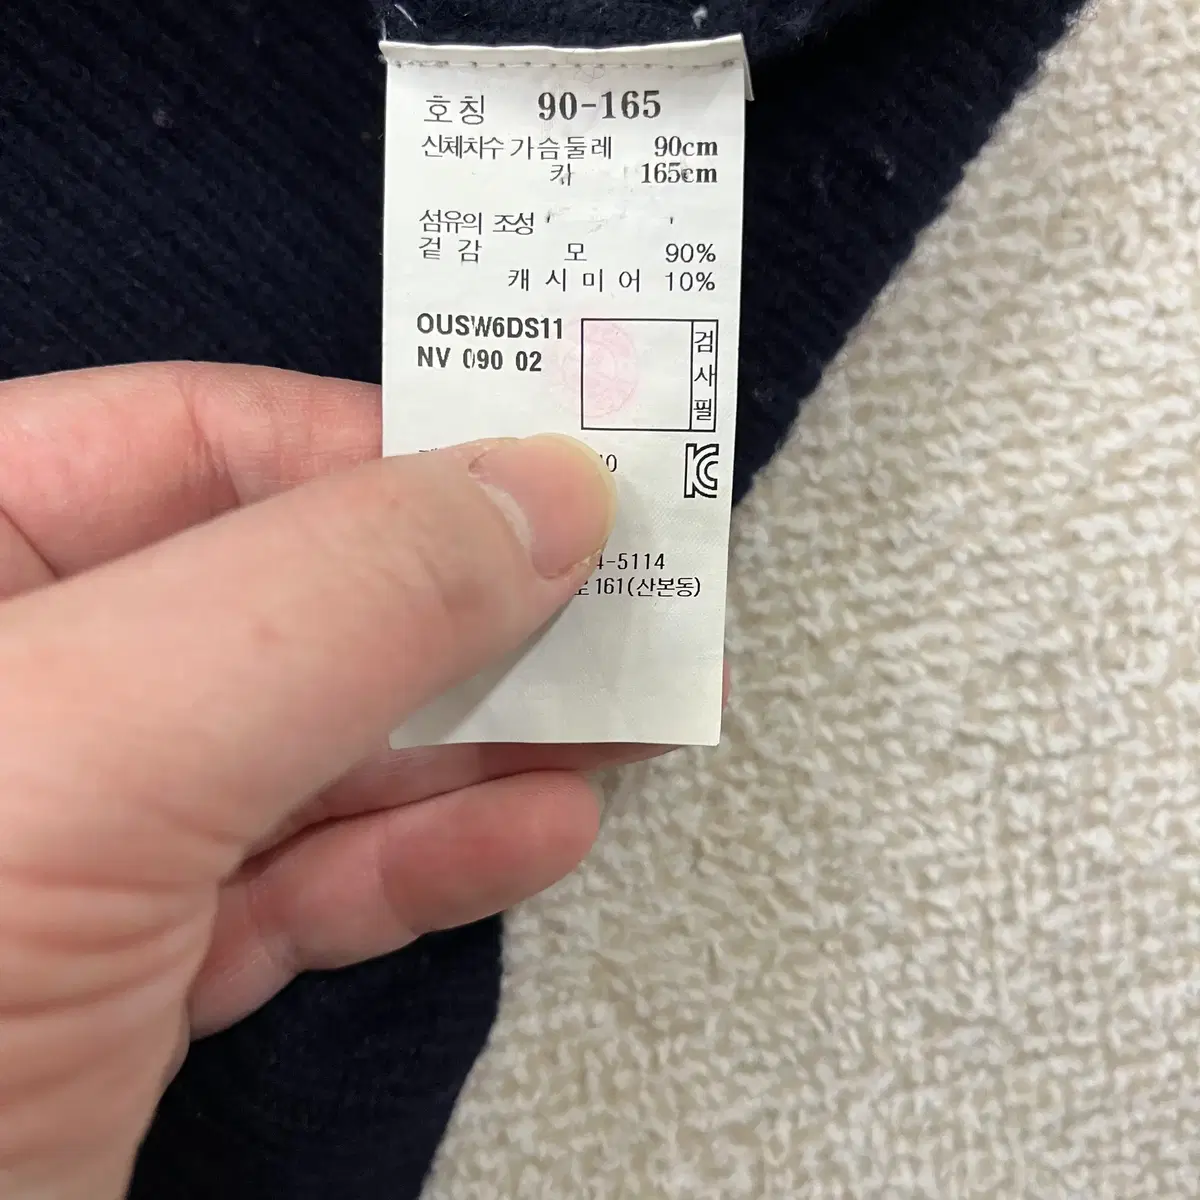 호칭 90-165
신체치수 가슴둘레 90cm
키 165cm
섬유의 조성
겉감 모 90%
캐시미어 10%
OUSW6DS11
NV 090 02
검사필
KC
4-5114
161(산본동)